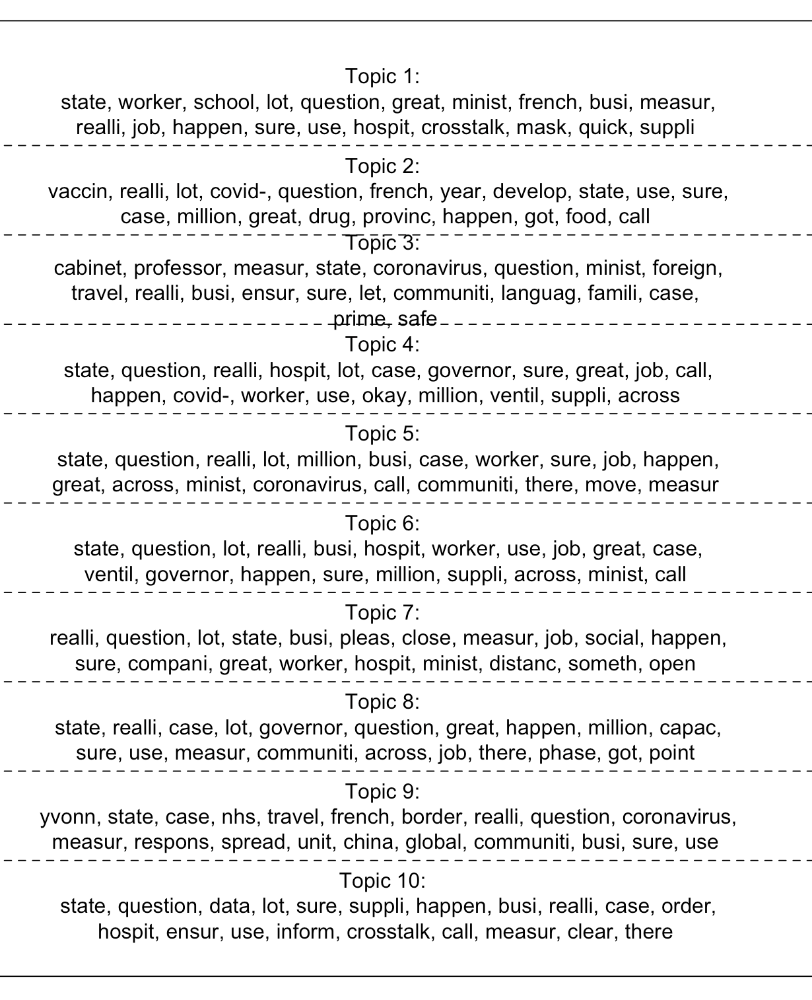 Topic 1:
state, worker, school, lot, question, great, minist, french, busi, measur,
realli, job, happen, sure, use, hospit, crosstalk, mask, quick, suppli
Topic 2:
vaccin, realli, lot, covid-, question, french, year, develop, state, use, sure,
case, million, great, drug, provinc, happen, got, food, call
Topic 3:
cabinet, professor, measur, state, coronavirus, question, minist, foreign,
travel, realli, busi, ensur, sure, let, communiti, languag, famili, case,
prime, safe
Topic 4:
state, question, realli, hospit, lot, case, governor, sure, great, job, call,
happen, covid-, worker, use, okay, million, ventil, suppli, across
Topic 5:
state, question, realli, lot, million, busi, case, worker, sure, job, happen,
great, across, minist, coronavirus, call, communiti, there, move, measur
Topic 6:
state, question, lot, realli, busi, hospit, worker, use, job, great, case,
ventil, governor, happen, sure, million, suppli, across, minist, call
Topic 7:
realli, question, lot, state, busi, pleas, close, measur, job, social, happen,
sure, compani, great, worker, hospit, minist, distanc, someth, open
Topic 8:
state, realli, case, lot, governor, question, great, happen, million, capac,
sure, use, measur, communiti, across, job, there, phase, got, point
Topic 9:
yvonn, state, case, nhs, travel, french, border, realli, question, coronavirus,
measur, respons, spread, unit, china, global, communiti, busi, sure, use
Topic 10:
state, question, data, lot, sure, suppli, happen, busi, realli, case, order,
hospit, ensur, use, inform, crosstalk, call, measur, clear, there